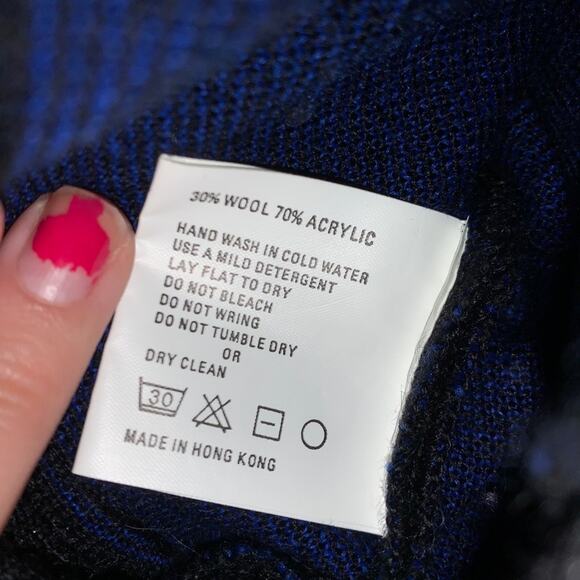 30% WOOL 70% ACRYLIC
HAND WASH IN COLD WATER
USE A MILD DETERGENT
LAY FLAT TO DRY
DO NOT BLEACH
DO NOT WRING
DO NOT TUMBLE DRY
OR
DRY CLEAN
30
MADE IN HONG KONG